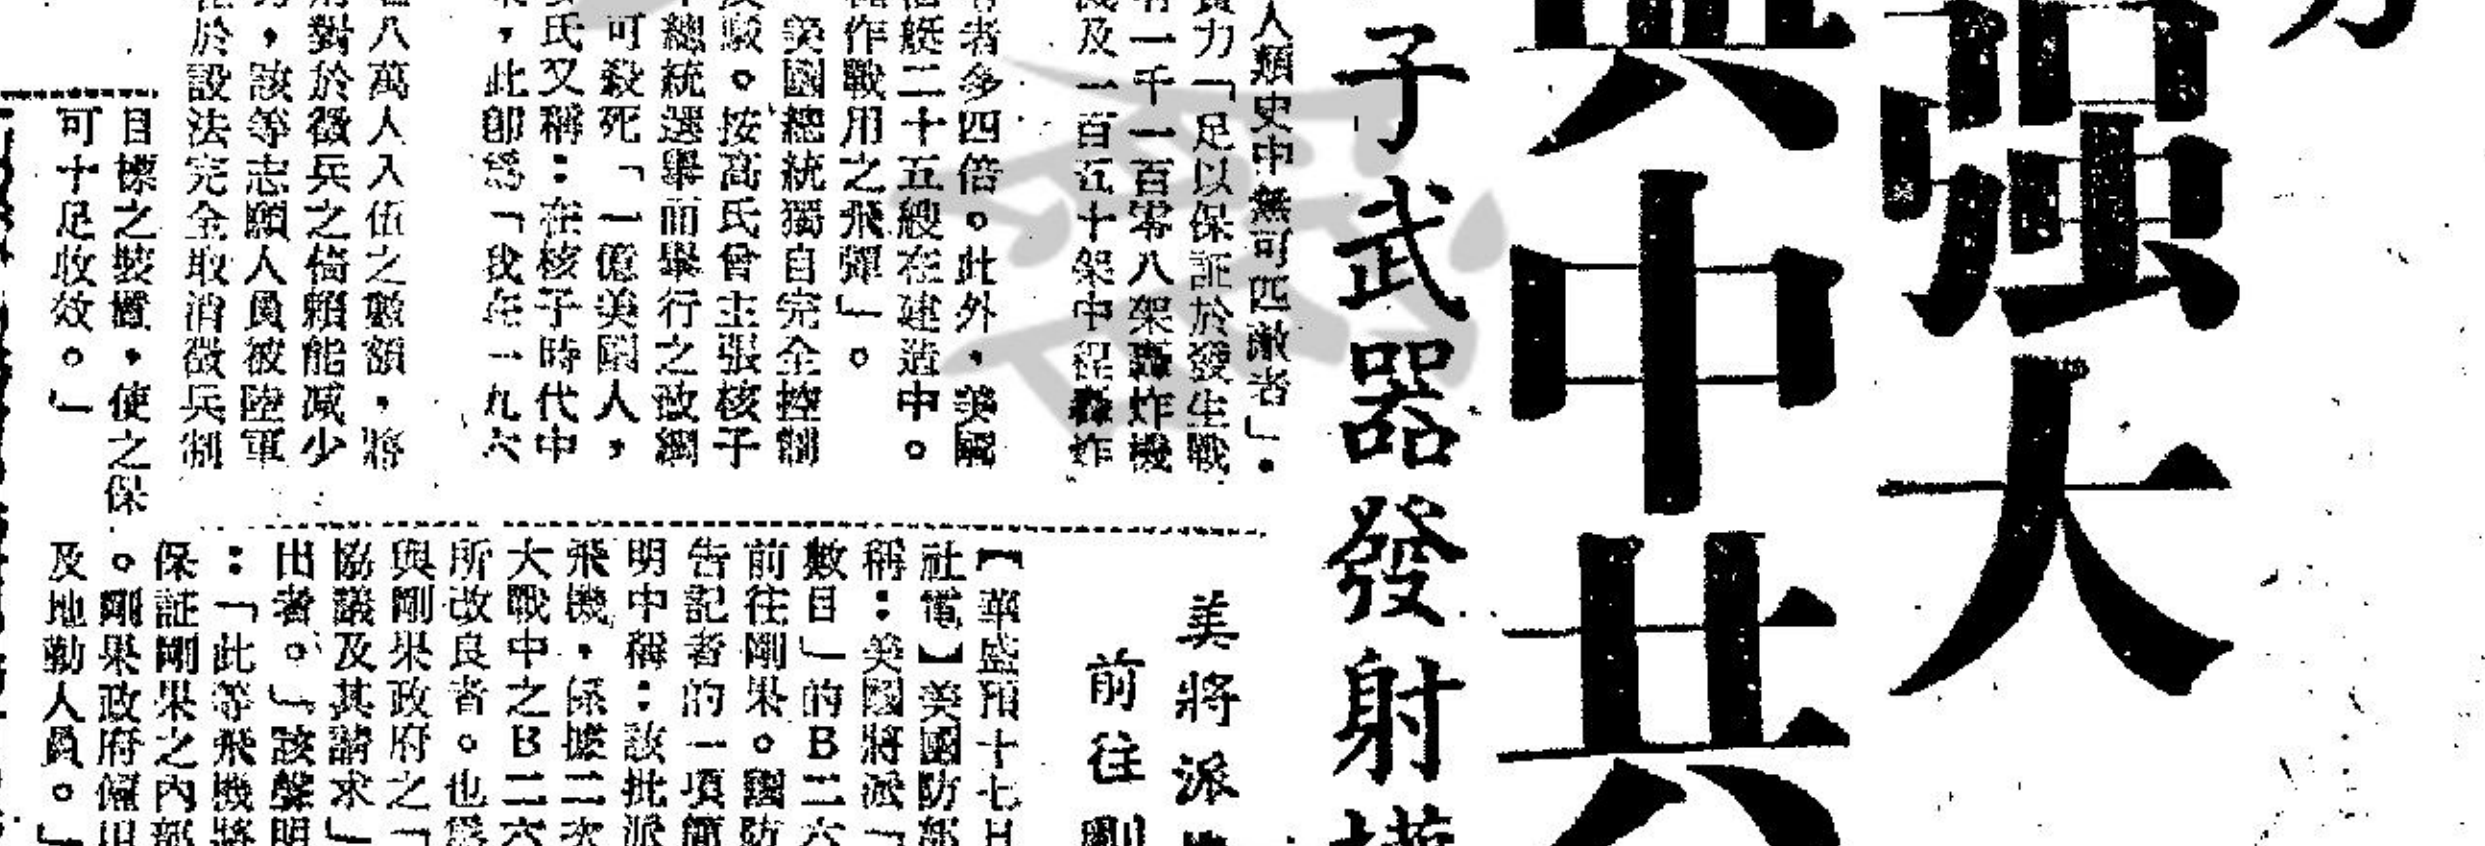 强大
共中共
子武器發射權
人類史中無可匹敵者」。
實力「足以保証於發生戰
有一千一百零八架轟炸機
及一百五十架中程轟炸
者多四倍。此外，美國
艇二十五艘在建造中。
作戰用之飛彈」。
美國總統獨自完全控制
。按高氏曾主張核子
總統選舉而舉行之政綱
可殺死「一億美國人，
氏又稱：在核子時代中
，此卽爲「我在一九六
八萬人入伍之數額，將
對於徵兵之倚賴能减少
，該等志願人員被陸軍
於設法完全取消徵兵制
目標之裝置，使之保
可十足收效。」
美將派
前往剛
【華盛頓十七日
社電】美國防部
稱：美國將派「
數目」的B二六
前往剛果。國防
告記者的一項簡
明中稱：該批派
飛機，係據二次
大戰中之B二六
所改良者。也爲
與剛果政府之「
協議及其請求」
出者。」該聲明
：「此等飛機將
保証剛果之內部
。剛果政府僱用
及地勤人員。」